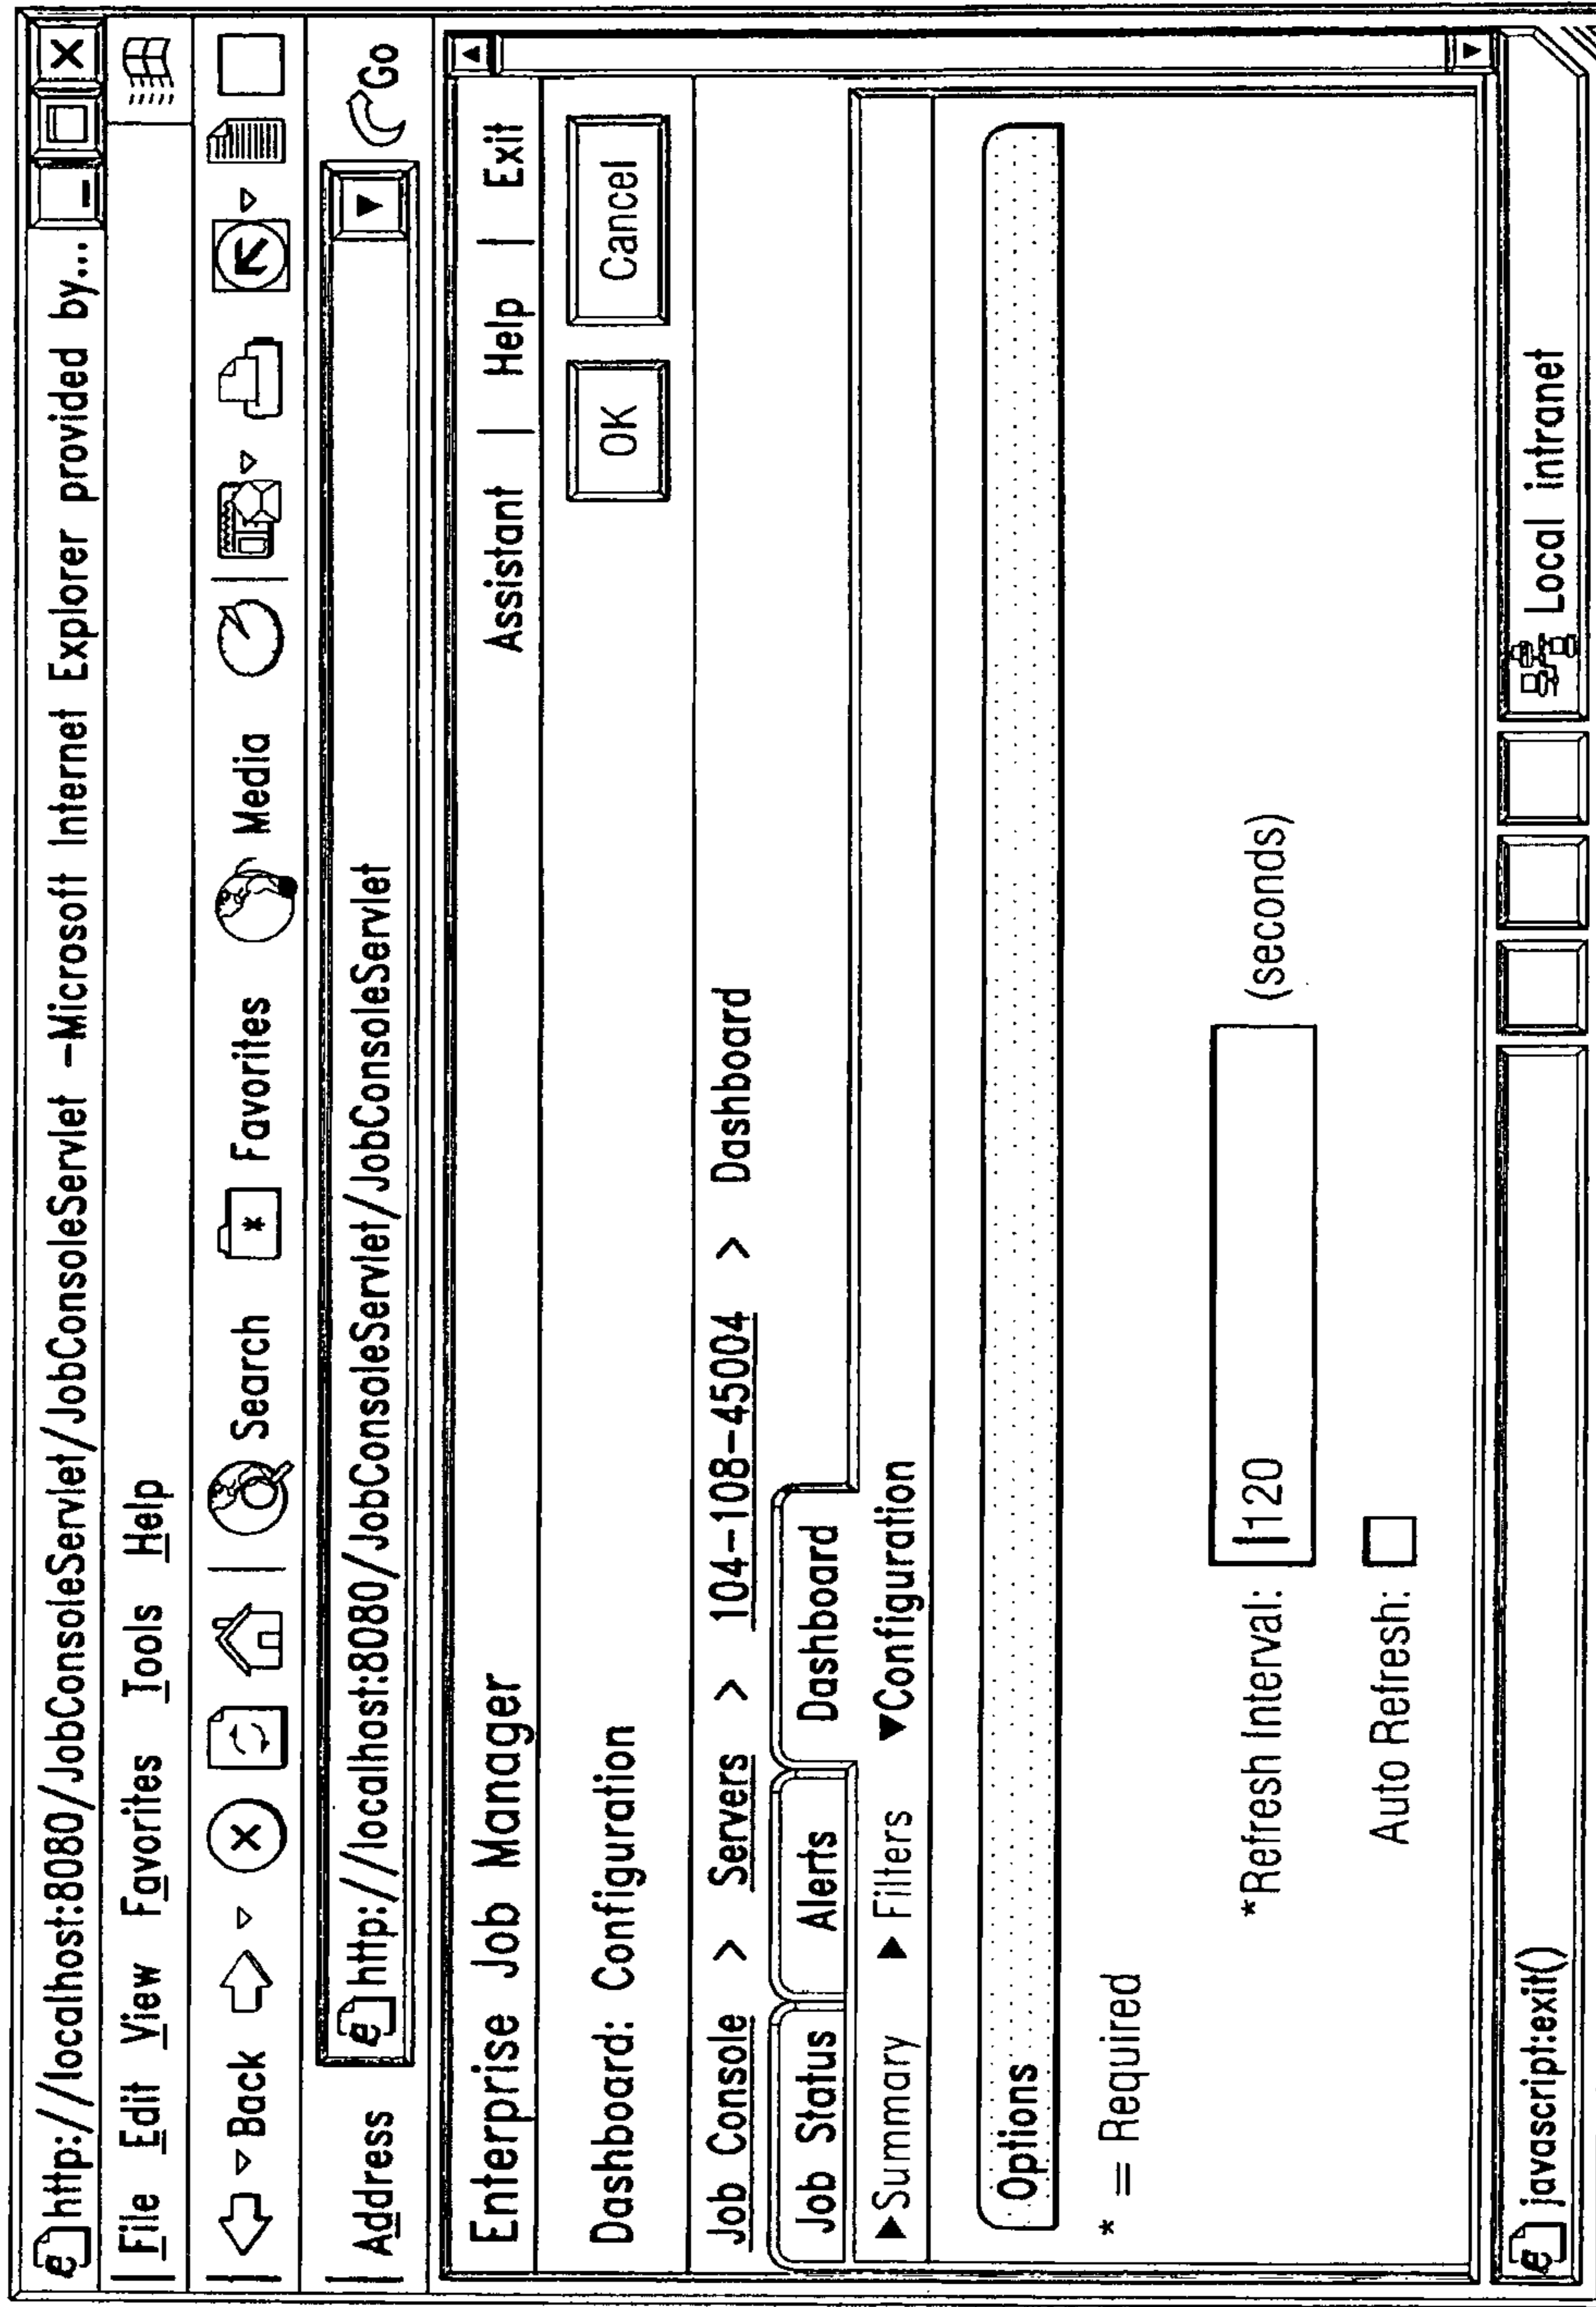 http://localhost:8080/JobConsoleServlet/JobConsoleServlet -Microsoft Internet Explorer provided by...
File Edit View Favorites Tools Help
Back Search Favorites Media
Address http://localhost:8080/JobConsoleServlet/JobConsoleServlet Go
Enterprise Job Manager Assistant | Help | Exit
Dashboard: Configuration OK Cancel
Job Console > Servers > 104-108-45004 > Dashboard
Job Status Alerts Dashboard
▶Summary ▶Filters ▼Configuration
Options
* = Required
*Refresh Interval: 120 (seconds)
Auto Refresh:
javascript:exit() Local intranet